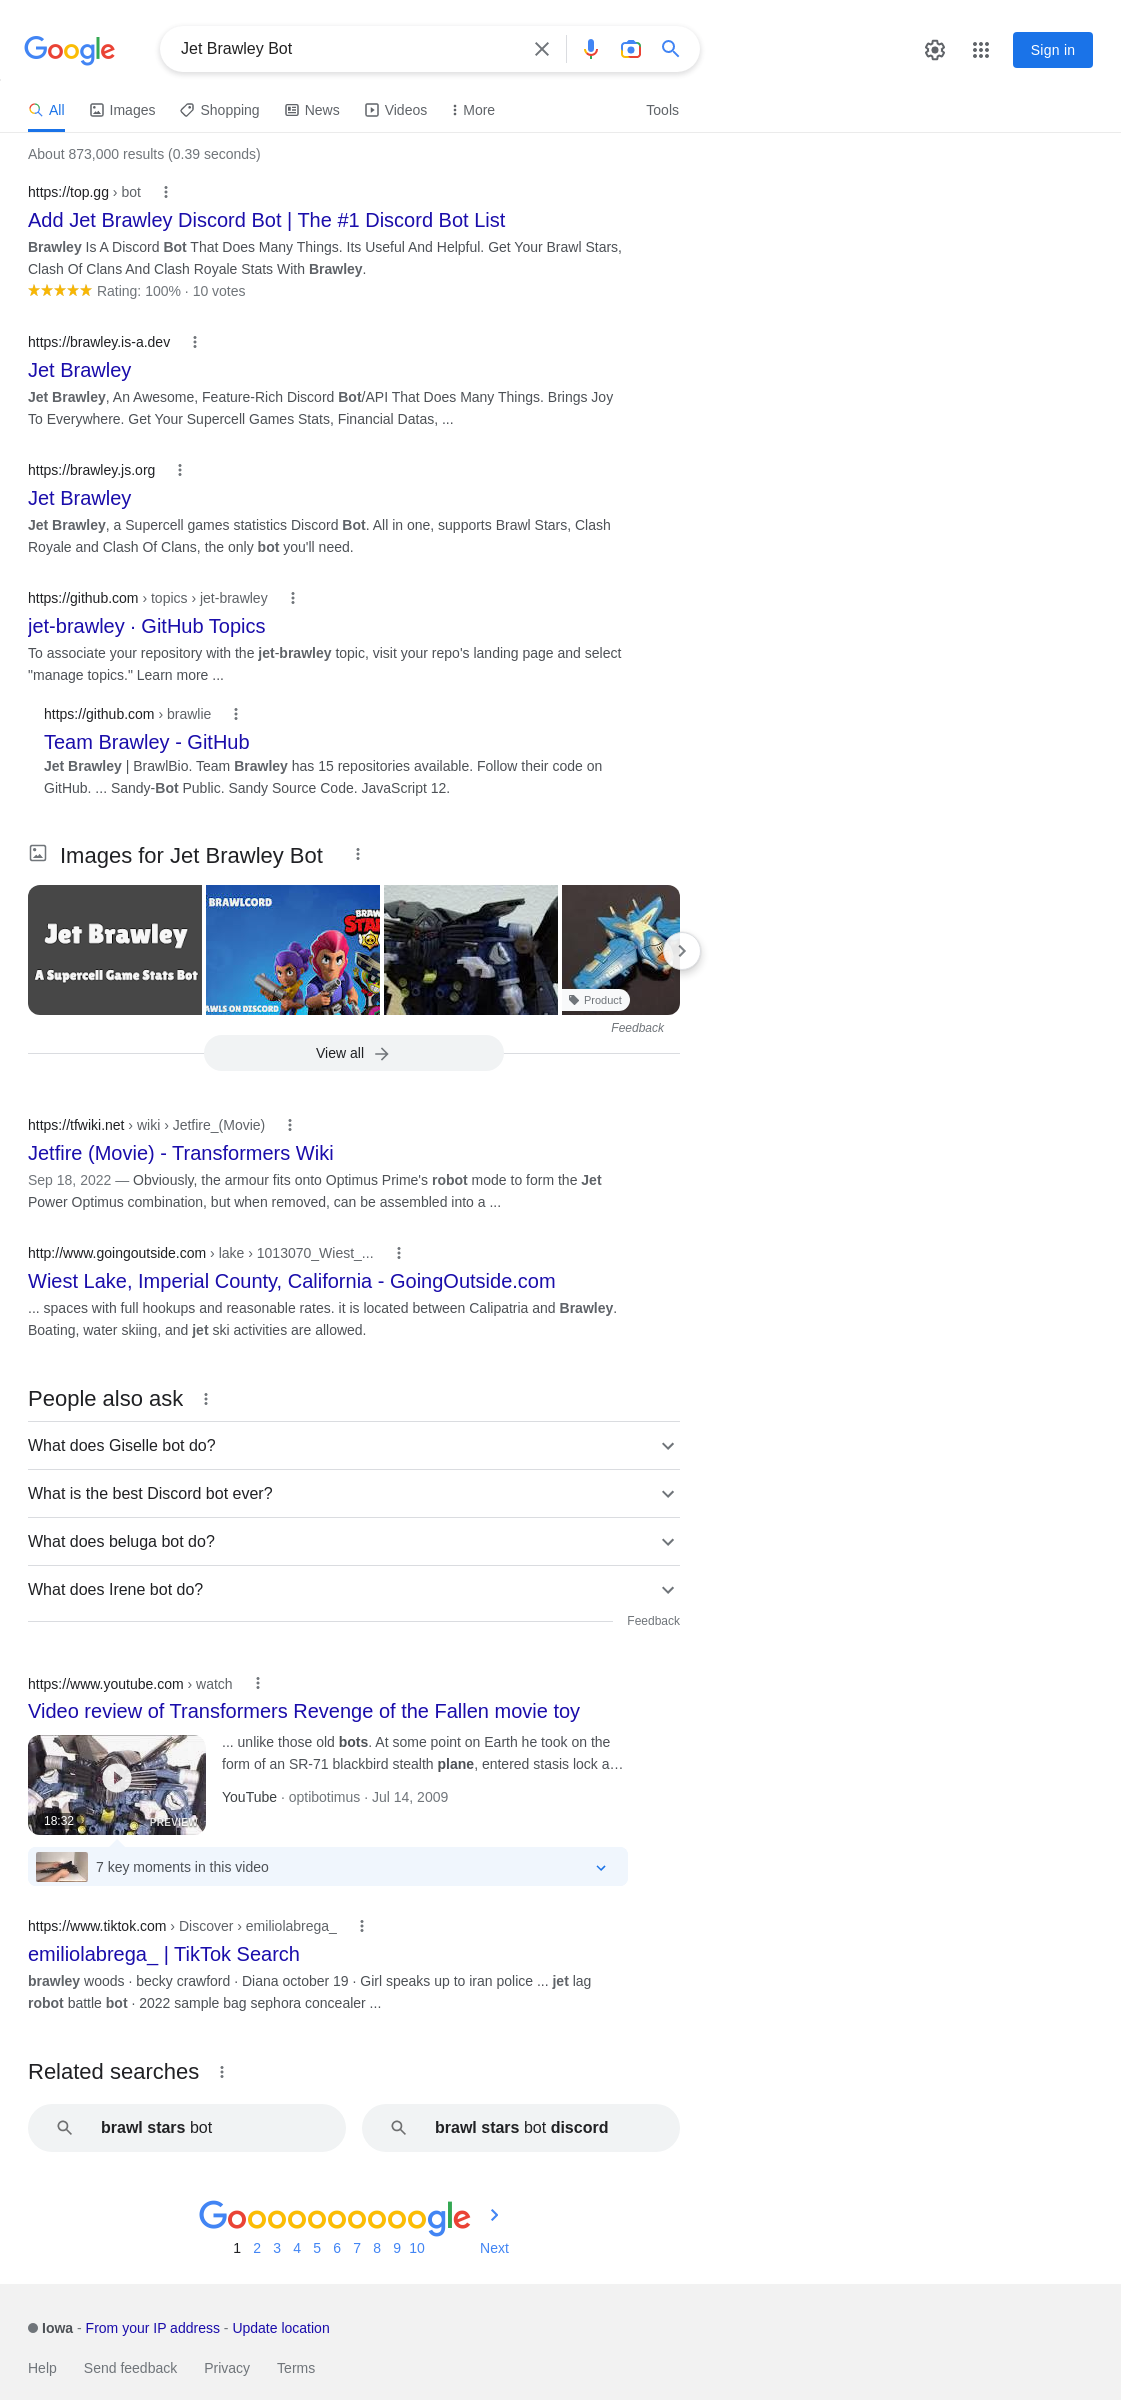 Google
Jet Brawley Bot
Sign in
All
Images
Shopping
News
Videos
More
Tools
About 873,000 results (0.39 seconds)
https://top.gg › bot
Add Jet Brawley Discord Bot | The #1 Discord Bot List
Brawley Is A Discord Bot That Does Many Things. Its Useful And Helpful. Get Your Brawl Stars,
Clash Of Clans And Clash Royale Stats With Brawley.
Rating: 100% · 10 votes
https://brawley.is-a.dev
Jet Brawley
Jet Brawley, An Awesome, Feature-Rich Discord Bot/API That Does Many Things. Brings Joy
To Everywhere. Get Your Supercell Games Stats, Financial Datas, ...
https://brawley.js.org
Jet Brawley
Jet Brawley, a Supercell games statistics Discord Bot. All in one, supports Brawl Stars, Clash
Royale and Clash Of Clans, the only bot you'll need.
https://github.com › topics › jet-brawley
jet-brawley · GitHub Topics
To associate your repository with the jet-brawley topic, visit your repo's landing page and select
"manage topics." Learn more ...
https://github.com › brawlie
Team Brawley - GitHub
Jet Brawley | BrawlBio. Team Brawley has 15 repositories available. Follow their code on
GitHub. ... Sandy-Bot Public. Sandy Source Code. JavaScript 12.
Images for Jet Brawley Bot
Jet Brawley
A Supercell Game Stats Bot
BRAWLCORD
BRAW
STA
AWLS ON DISCORD
Product
Feedback
View all
https://tfwiki.net › wiki › Jetfire_(Movie)
Jetfire (Movie) - Transformers Wiki
Sep 18, 2022 — Obviously, the armour fits onto Optimus Prime's robot mode to form the Jet
Power Optimus combination, but when removed, can be assembled into a ...
http://www.goingoutside.com › lake › 1013070_Wiest_...
Wiest Lake, Imperial County, California - GoingOutside.com
... spaces with full hookups and reasonable rates. it is located between Calipatria and Brawley.
Boating, water skiing, and jet ski activities are allowed.
People also ask
What does Giselle bot do?
What is the best Discord bot ever?
What does beluga bot do?
What does Irene bot do?
Feedback
https://www.youtube.com › watch
Video review of Transformers Revenge of the Fallen movie toy
... unlike those old bots. At some point on Earth he took on the
form of an SR-71 blackbird stealth plane, entered stasis lock a…
YouTube · optibotimus · Jul 14, 2009
18:32
PREVIEW
7 key moments in this video
https://www.tiktok.com › Discover › emiliolabrega_
emiliolabrega_ | TikTok Search
brawley woods · becky crawford · Diana october 19 · Girl speaks up to iran police ... jet lag
robot battle bot · 2022 sample bag sephora concealer ...
Related searches
brawl stars bot
brawl stars bot discord
Goooooooooogle
1 2 3 4 5 6 7 8 9 10 Next
Iowa - From your IP address - Update location
Help
Send feedback
Privacy
Terms